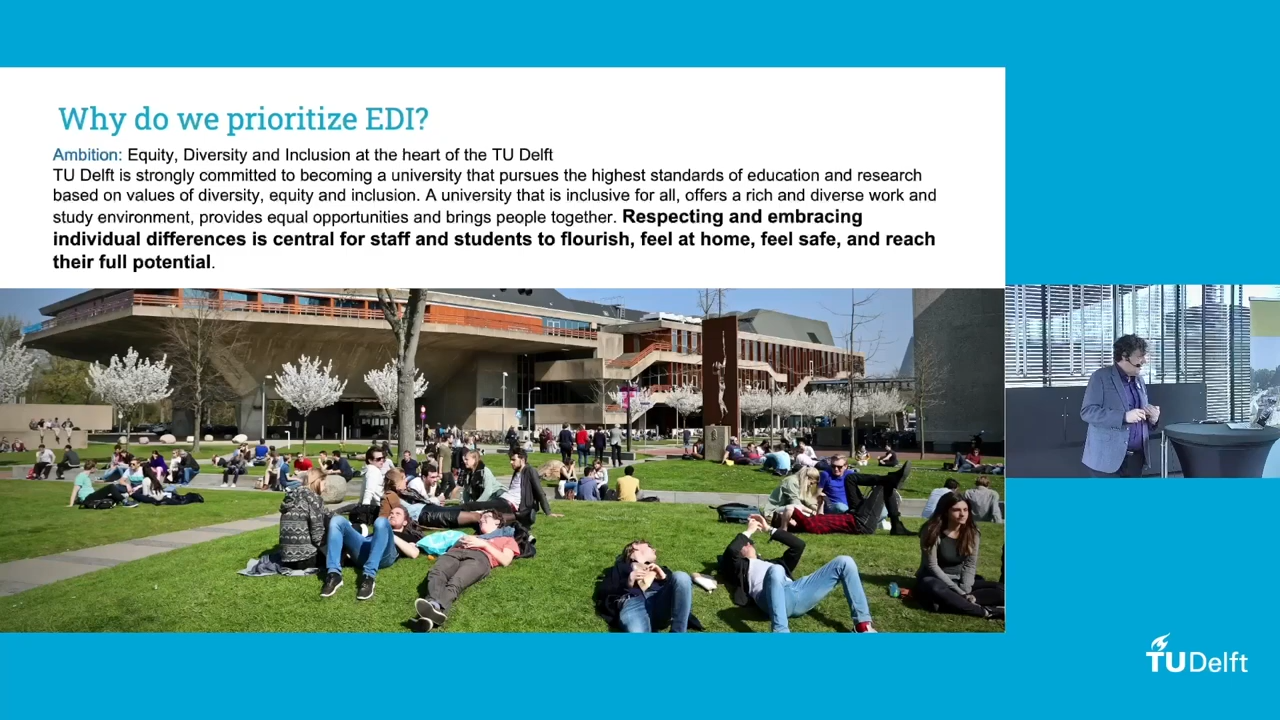 Why do we prioritize EDI?
Ambition: Equity, Diversity and Inclusion at the heart of the TU Delft
TU Delft is strongly committed to becoming a university that pursues the highest standards of education and research
based on values of diversity, equity and inclusion. A university that is inclusive for all, offers a rich and diverse work and
study environment, provides equal opportunities and brings people together. Respecting and embracing
individual differences is central for staff and students to flourish, feel at home, feel safe, and reach
their full potential.
TUDelft